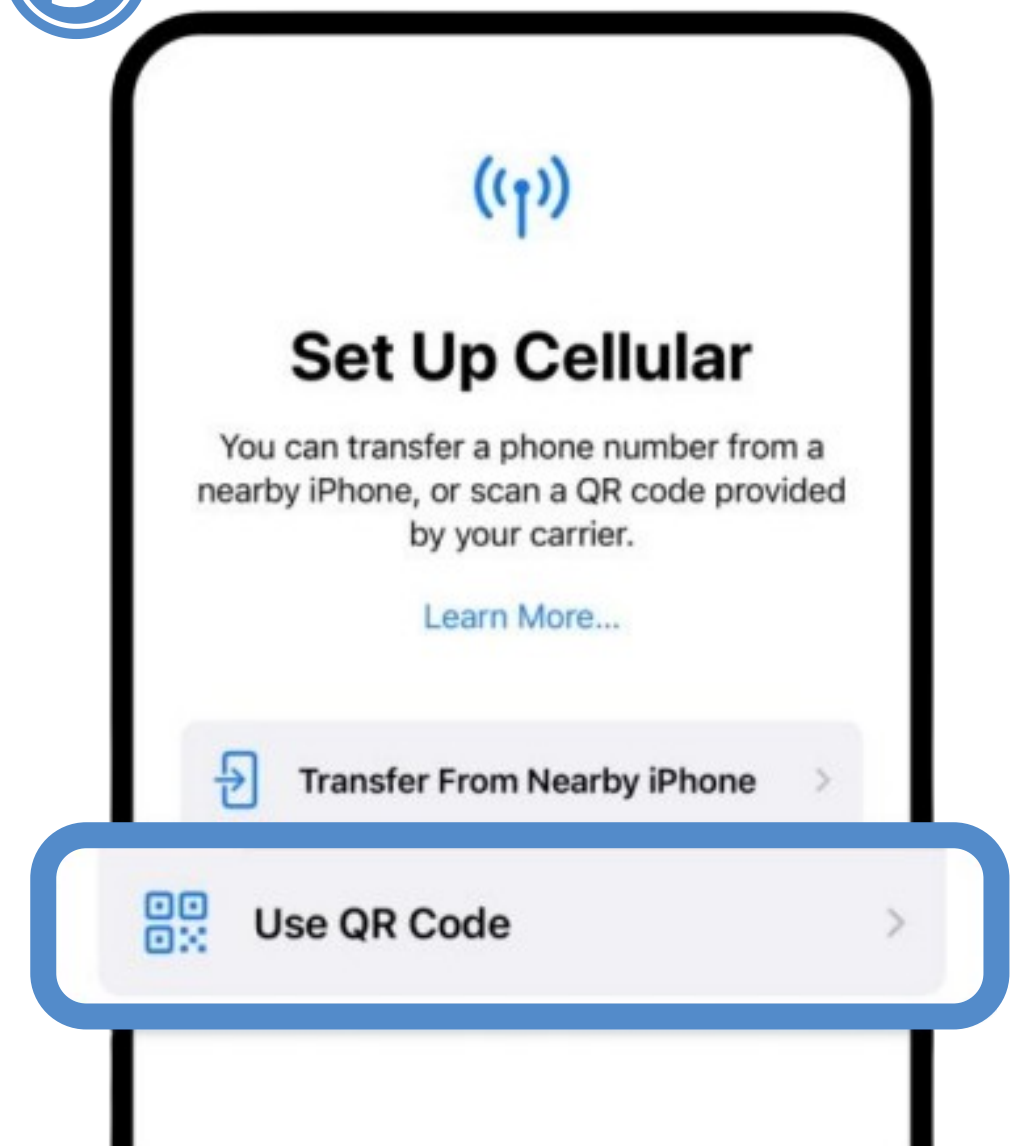 Set Up Cellular
You can transfer a phone number from a
nearby iPhone, or scan a QR code provided
by your carrier.
Learn More...
Transfer From Nearby iPhone
Use QR Code